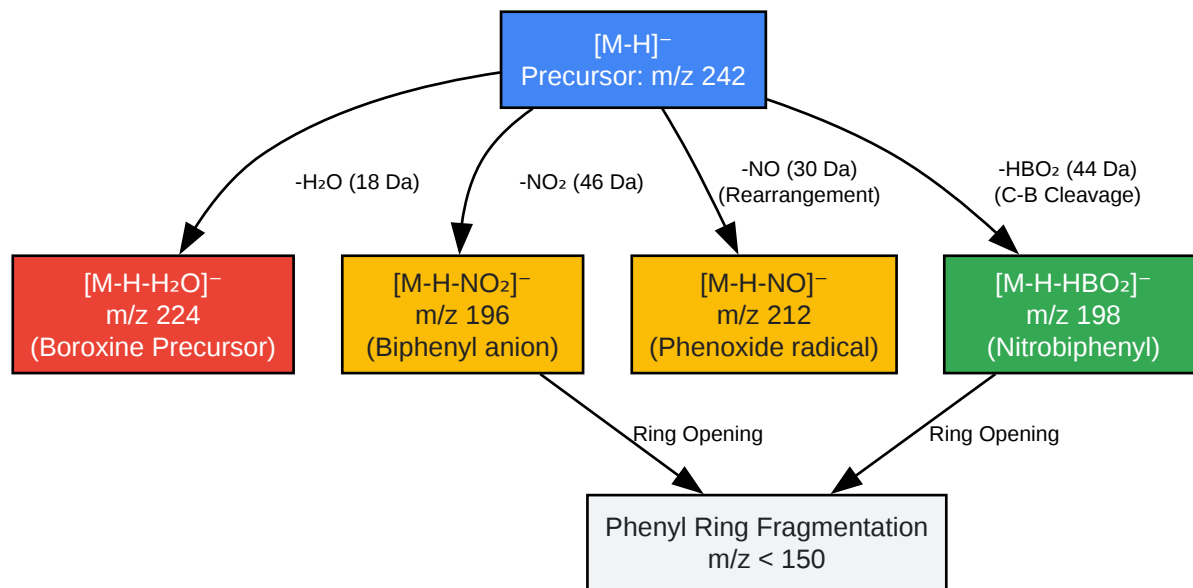 [M-H]⁻
Precursor: m/z 242
-H₂O (18 Da)
-NO₂ (46 Da)
-NO (30 Da)
(Rearrangement)
-HBO₂ (44 Da)
(C-B Cleavage)
[M-H-H₂O]⁻
m/z 224
(Boroxine Precursor)
[M-H-NO₂]⁻
m/z 196
(Biphenyl anion)
[M-H-NO]⁻
m/z 212
(Phenoxide radical)
[M-H-HBO₂]⁻
m/z 198
(Nitrobiphenyl)
Ring Opening
Ring Opening
Phenyl Ring Fragmentation
m/z < 150